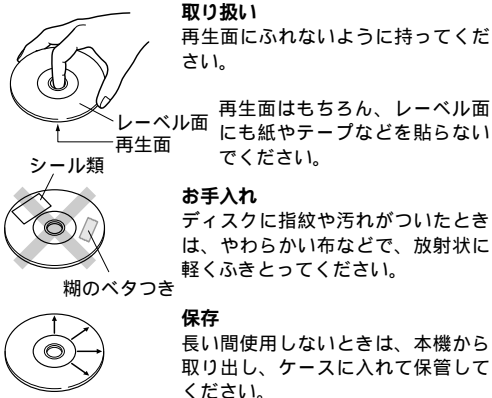 取り扱い
再生面にふれないように持ってくだ
さい。
レーベル面
再生面
再生面はもちろん、レーベル面
にも紙やテープなどを貼らない
でください。
シール類
糊のベタつき
お手入れ
ディスクに指紋や汚れがついたとき
は、やわらかい布などで、放射状に
軽くふきとってください。
保存
長い間使用しないときは、本機から
取り出し、ケースに入れて保管して
ください。